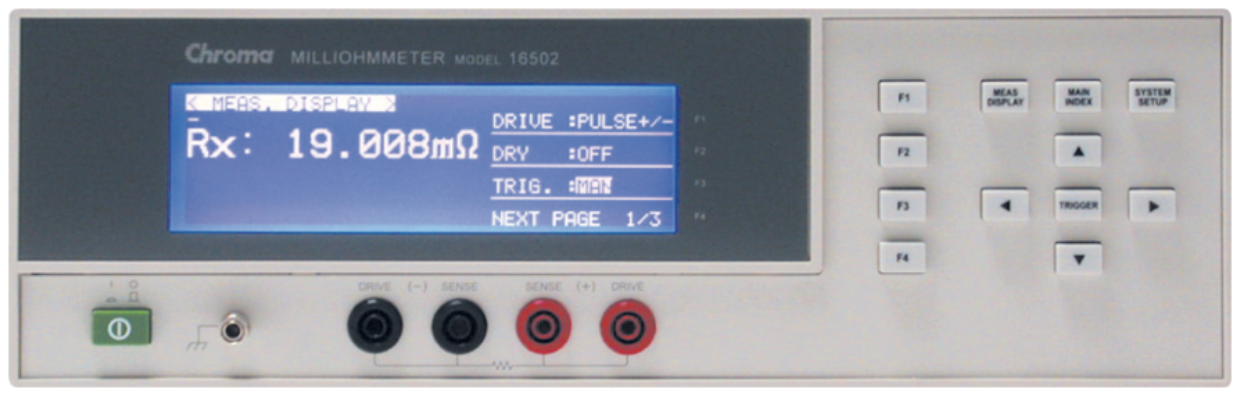 Chroma MILLIOHMMETER MODEL 16502
< MEAS. DISPLAY >
Rx: 19.008mΩ
DRIVE :PULSE+/-
DRY :OFF
TRIG. :MAN
NEXT PAGE 1/3
F1
F2
F3
F4
F1
F2
F3
F4
MEAS DISPLAY
MAIN INDEX
SYSTEM SETUP
▲
◀ TRIGGER ▶
▼
I O
DRIVE (-) SENSE SENSE (+) DRIVE